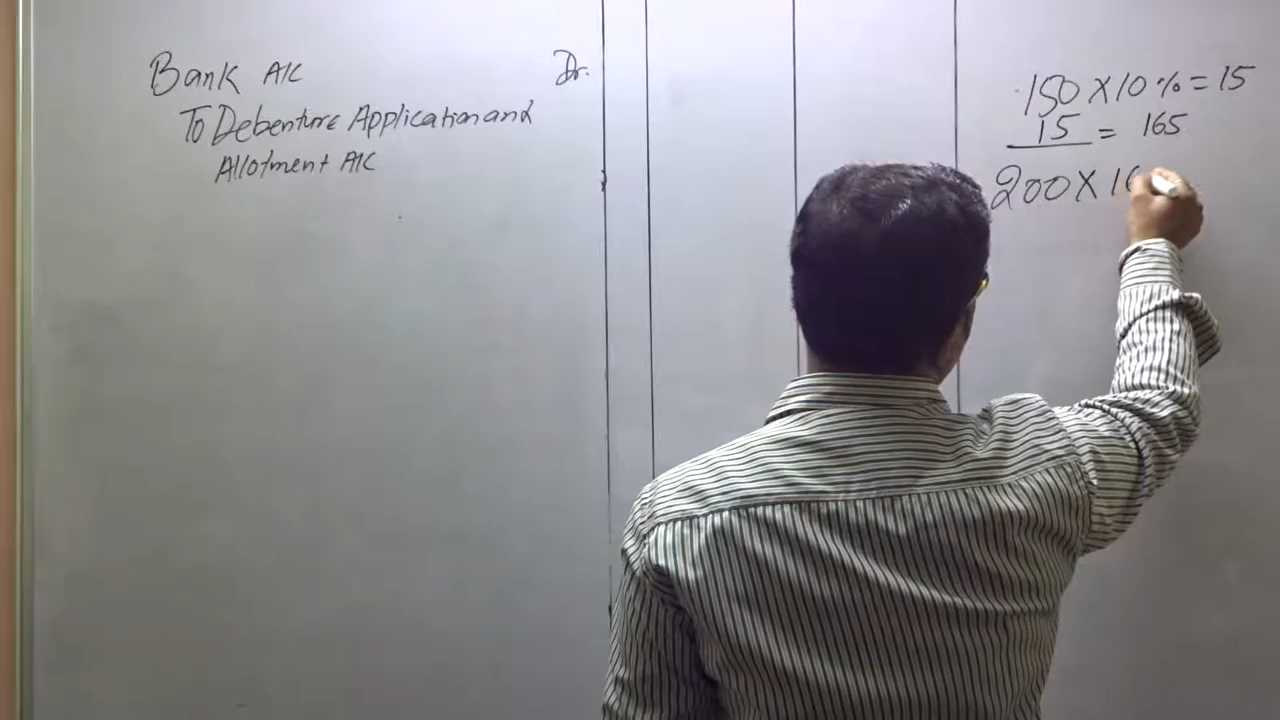 Bank A/C Dr.
To Debenture Application and
Allotment A/C
150 X 10 % = 15
15 = 165
200 X 16